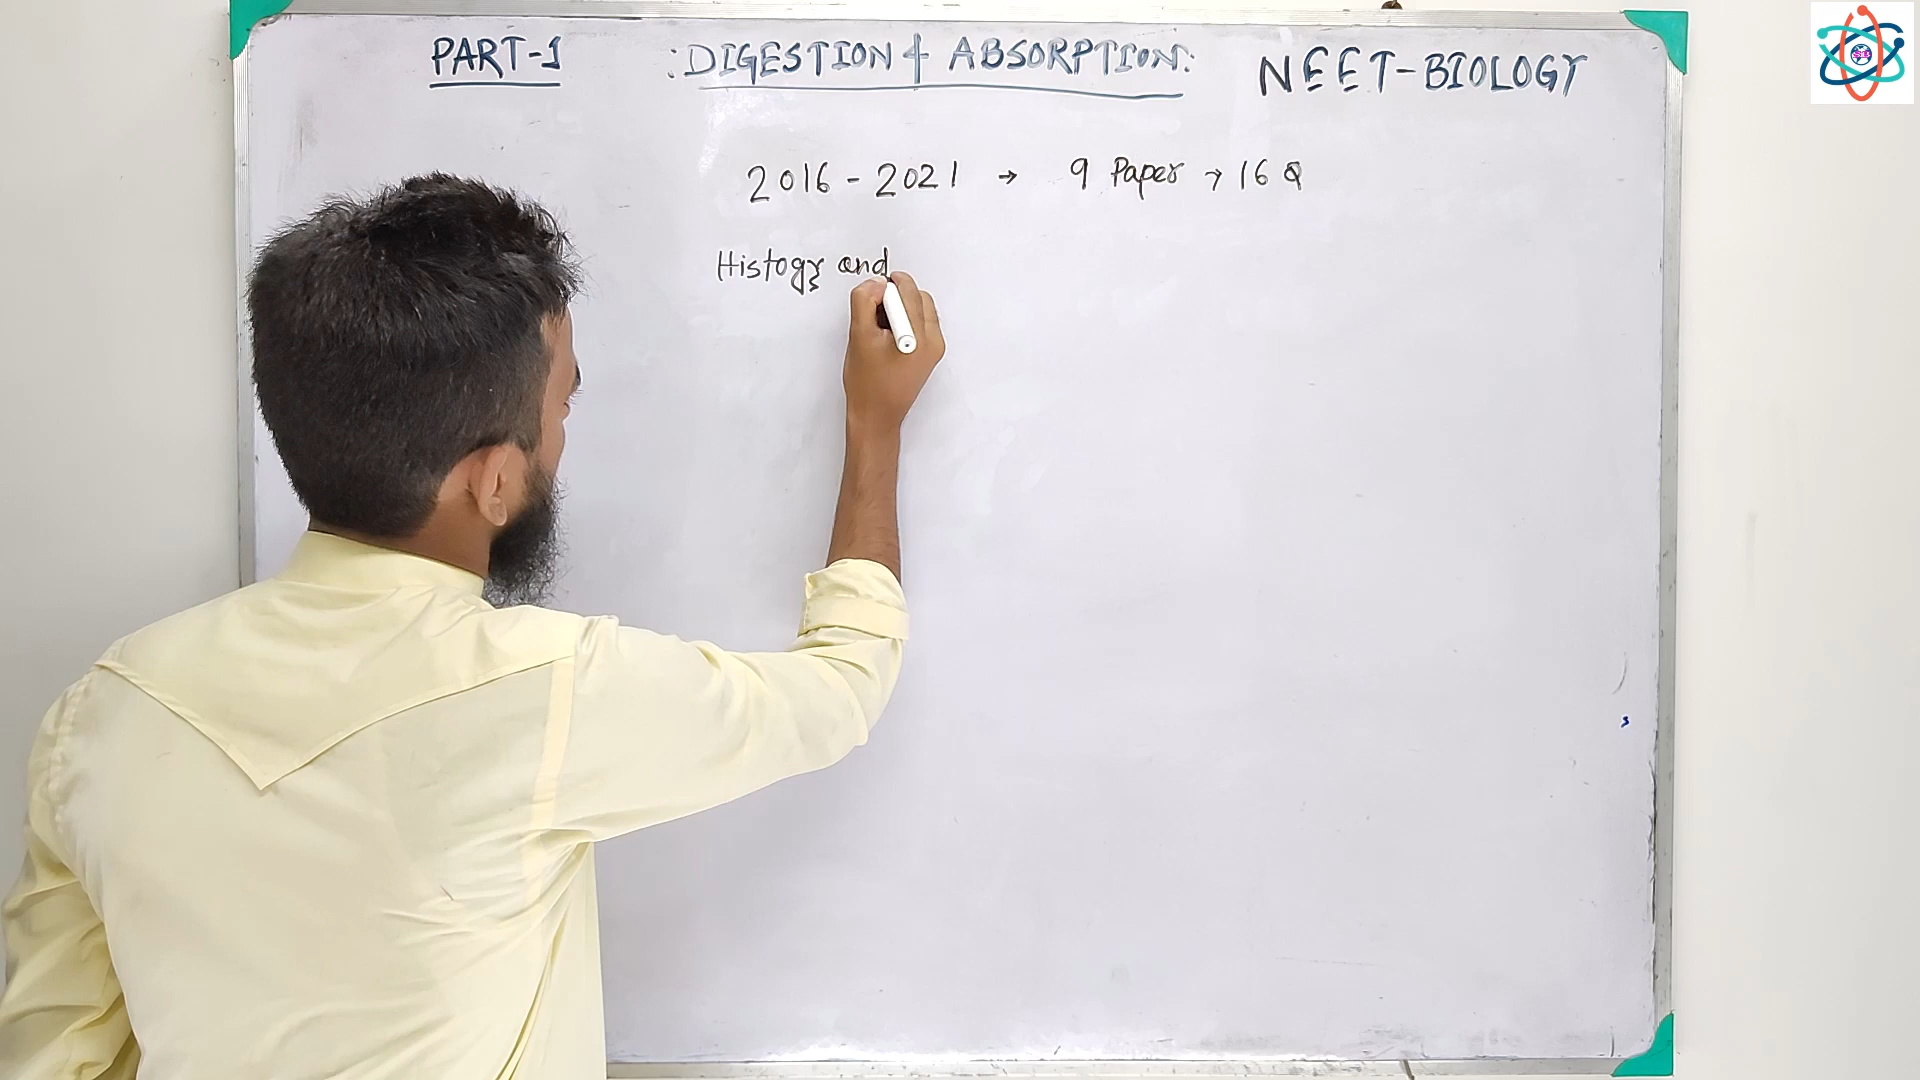 PART-1 :DIGESTION & ABSORPTION: NEET-BIOLOGY
2016-2021 → 9 Paper → 16 Q
Histogy and